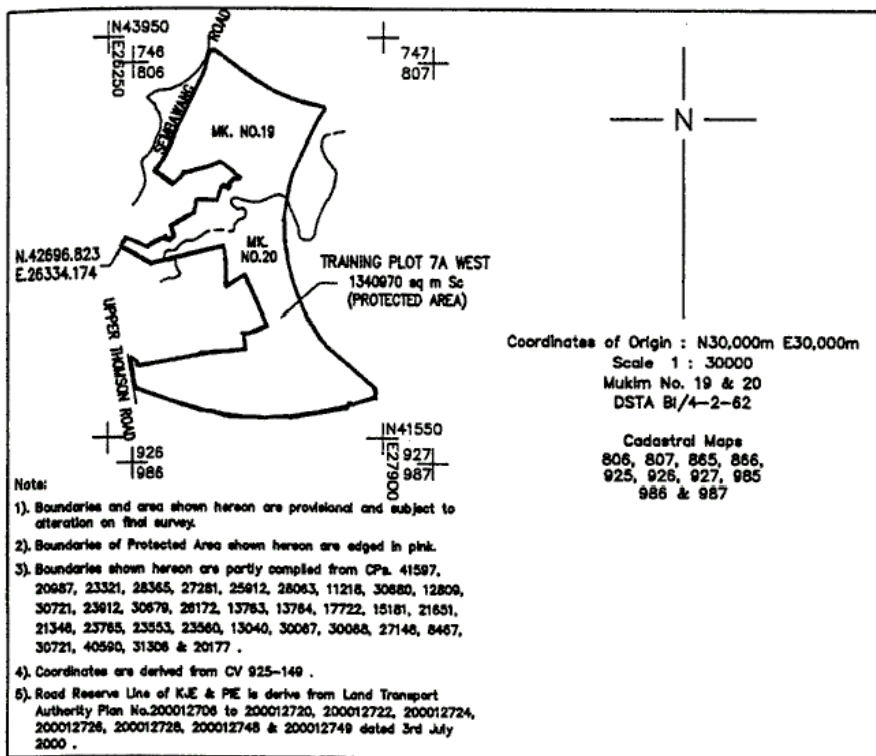 N43950
E26250
ROAD
746
806
747
807
SEMBAWANG
MK. NO.19
N.42696.823
E.26334.174
MK.
NO.20
TRAINING PLOT 7A WEST
1340970 sq m Sc
(PROTECTED AREA)
UPPER THOMSON ROAD
926
986
N41550
E27900
927
987
N
Coordinates of Origin : N30,000m E30,000m
Scale 1 : 30000
Mukim No. 19 & 20
DSTA BI/4-2-62
Cadastral Maps
806, 807, 865, 866,
925, 926, 927, 985
986 & 987
Note:
1). Boundaries and area shown hereon are provisional and subject to
alteration on final survey.
2). Boundaries of Protected Area shown hereon are edged in pink.
3). Boundaries shown hereon are partly compiled from CPs. 41597,
20987, 23321, 28365, 27281, 25912, 28063, 11216, 30680, 12809,
30721, 23912, 30679, 26172, 13763, 13764, 17722, 15181, 21651,
21346, 23765, 23553, 23560, 13040, 30067, 30068, 27146, 8467,
30721, 40590, 31306 & 20177 .
4). Coordinates are derived from CV 925-149 .
5). Road Reserve Line of KJE & PIE is derive from Land Transport
Authority Plan No.200012706 to 200012720, 200012722, 200012724,
200012726, 200012728, 200012748 & 200012749 dated 3rd July
2000 .